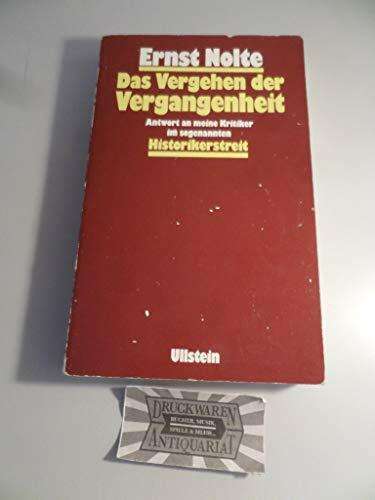 Ernst Nolte
Das Vergehen der
Vergangenheit
Antwort an meine Kritiker
im sogenannten
Historikerstreit
Ullstein
DRUCKWAREN
BÜCHER, MUSIK,
SPIELE & MEHR...
ANTIQUARIAT